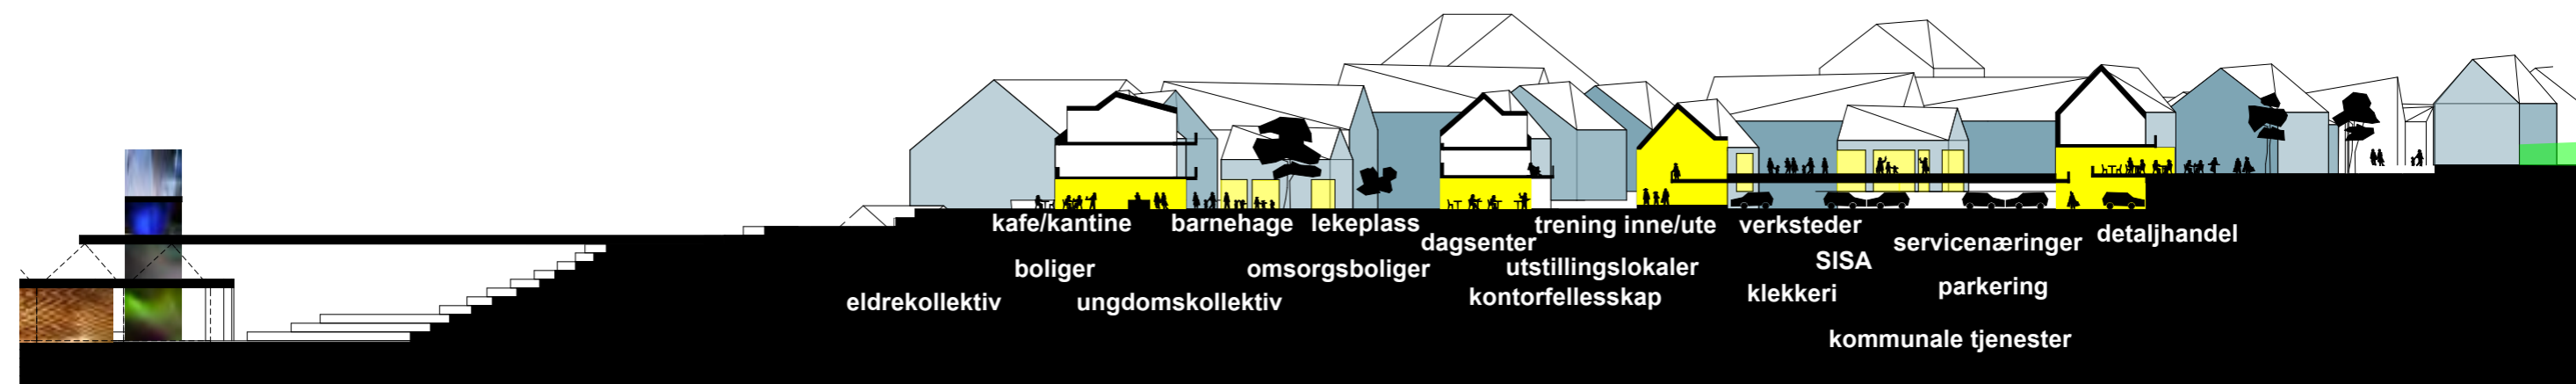 kafe/kantine
barnehage
lekeplass
dagsenter
trening inne/ute
verksteder
servicenæringer
detaljhandel
boliger
omsorgsboliger
utstillingslokaler
SISA
eldrekollektiv
ungdomskollektiv
kontorfellesskap
klekkeri
parkering
kommunale tjenester